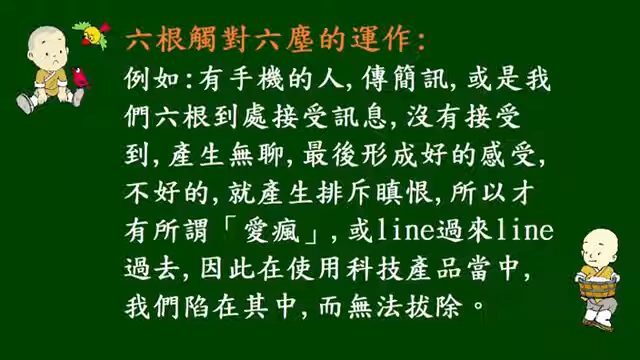 六根觸對六塵的運作:
例如:有手機的人,傳簡訊,或是我
們六根到處接受訊息,沒有接受
到,產生無聊,最後形成好的感受,
不好的,就產生排斥瞋恨,所以才
有所謂「愛瘋」,或line過來line
過去,因此在使用科技產品當中,
我們陷在其中,而無法拔除。